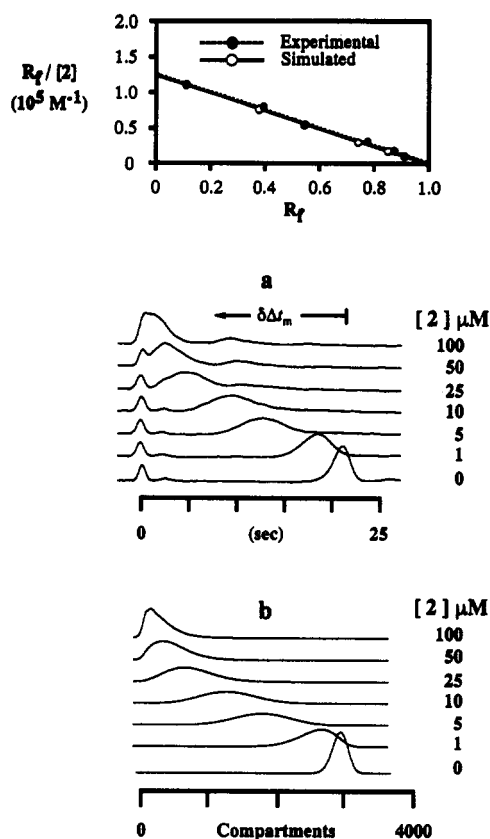 2.0
1.5
1.0
0.5
0
R_f / [2]
(10^5 M^-1)
Experimental
Simulated
0 0.2 0.4 0.6 0.8 1.0
R_f
a
δΔt_m
[ 2 ] μM
100
50
25
10
5
1
0
0 (sec) 25
b
[ 2 ] μM
100
50
25
10
5
1
0
0 Compartments 4000